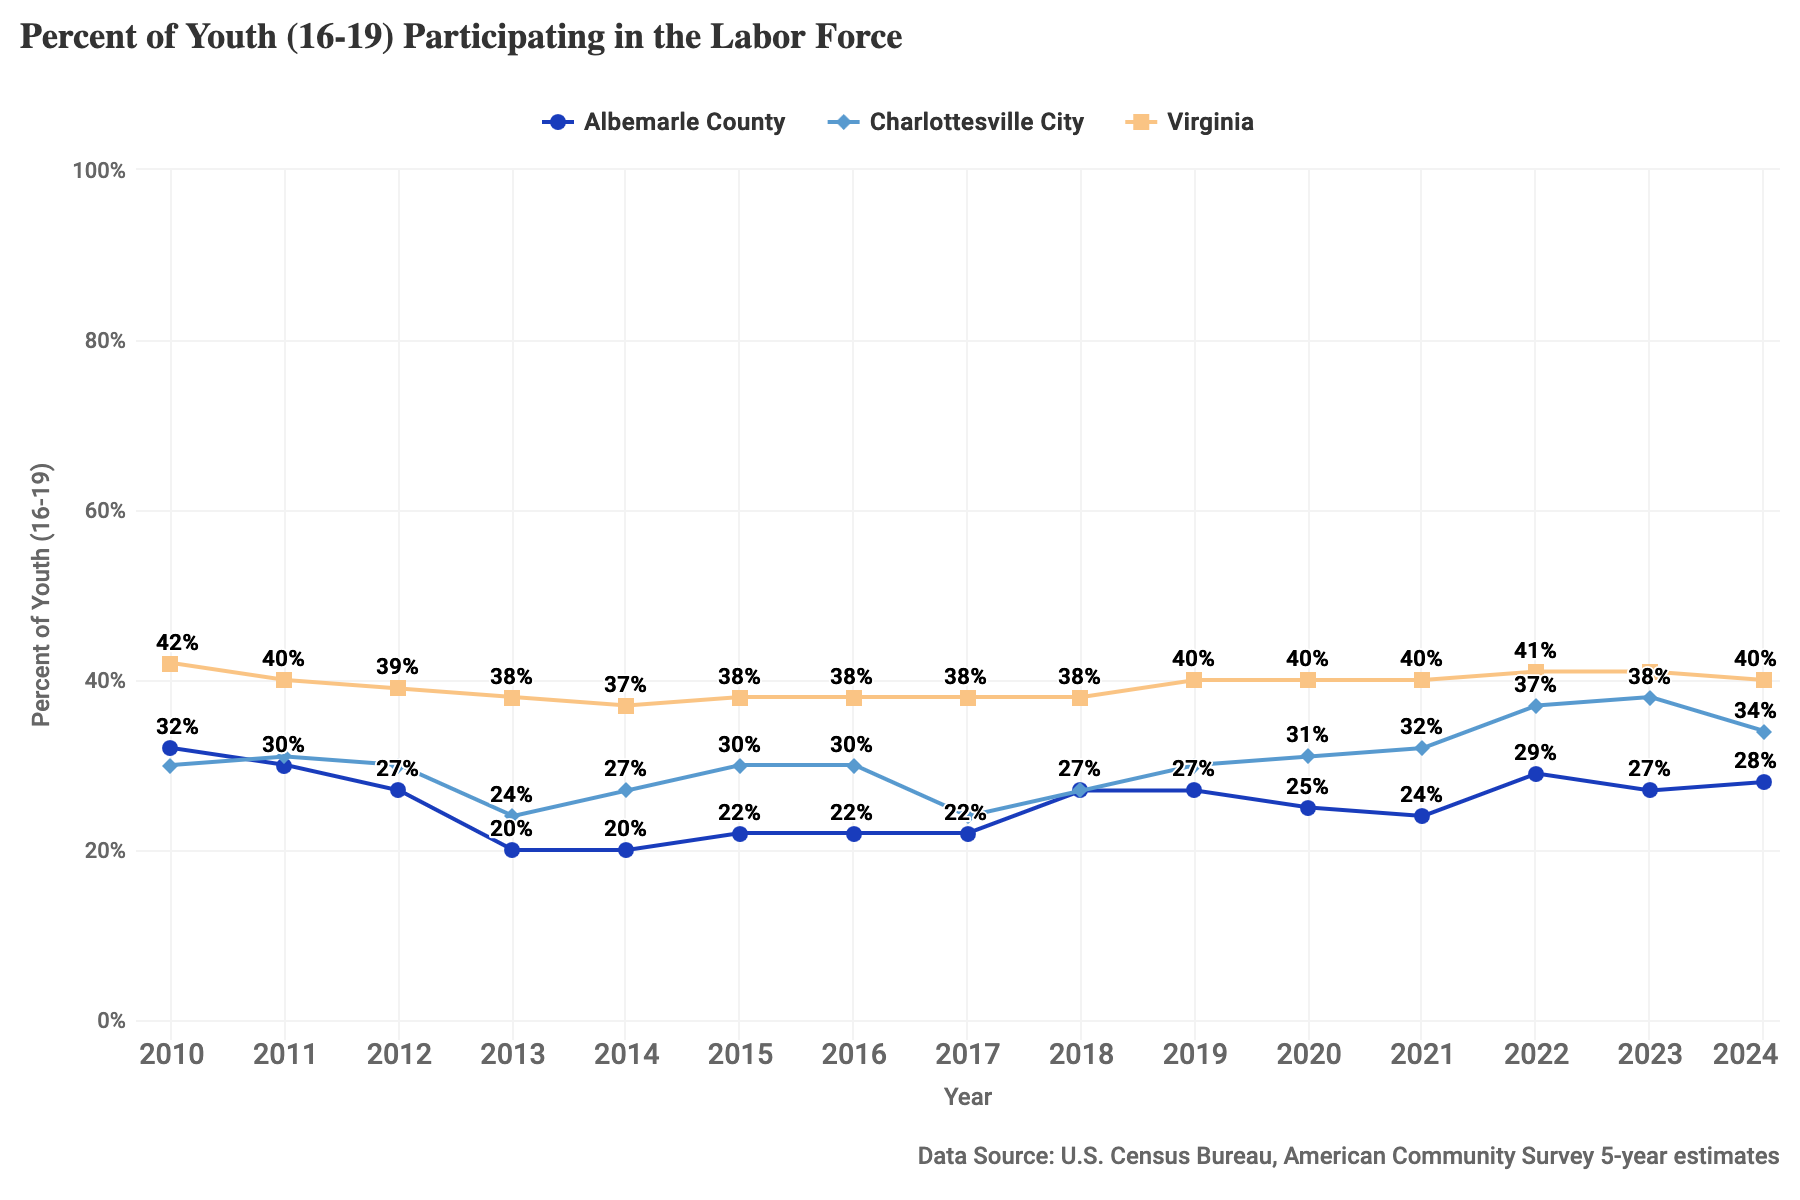 Percent of Youth (16-19) Participating in the Labor Force
Albemarle County Charlottesville City Virginia
100%
80%
60%
40%
20%
0%
Percent of Youth (16-19)
42% 40% 39% 38% 37% 38% 38% 38% 38% 40% 40% 40% 41% 38% 40%
32% 30% 27% 24% 27% 30% 30% 22% 27% 27% 31% 32% 37% 27% 34%
20% 20% 22% 22% 25% 24% 29% 28%
2010 2011 2012 2013 2014 2015 2016 2017 2018 2019 2020 2021 2022 2023 2024
Year
Data Source: U.S. Census Bureau, American Community Survey 5-year estimates